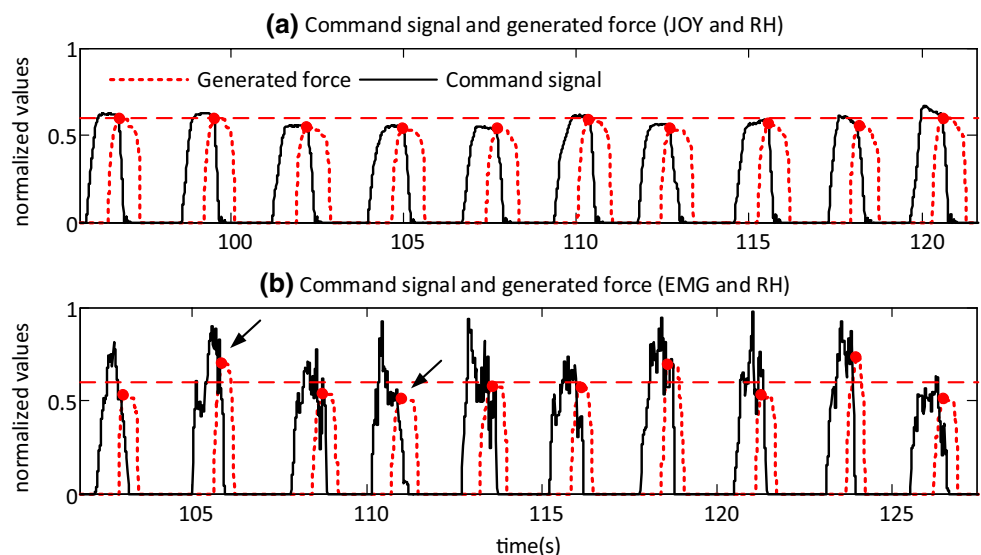 (a) Command signal and generated force (JOY and RH)
1
Generated force
Command signal
normalized values
0.5
0
100
105
110
115
120
(b) Command signal and generated force (EMG and RH)
1
normalized values
0.5
0
105
110
115
120
125
time(s)